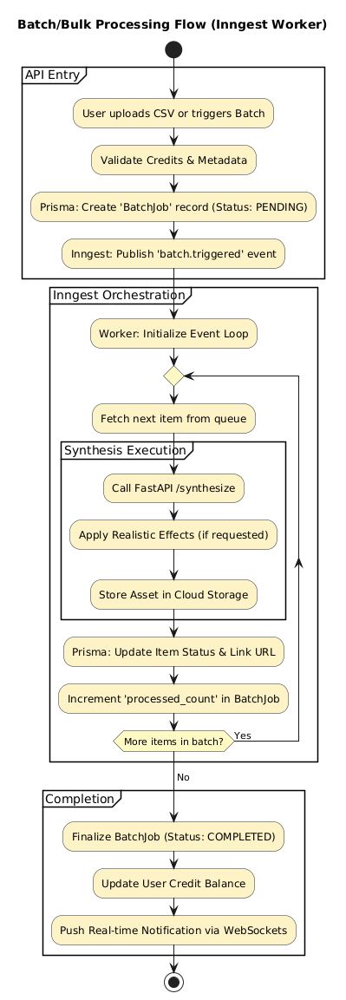 Batch/Bulk Processing Flow (Inngest Worker)
API Entry
User uploads CSV or triggers Batch
Validate Credits & Metadata
Prisma: Create 'BatchJob' record (Status: PENDING)
Inngest: Publish 'batch.triggered' event
Inngest Orchestration
Worker: Initialize Event Loop
Fetch next item from queue
Synthesis Execution
Call FastAPI /synthesize
Apply Realistic Effects (if requested)
Store Asset in Cloud Storage
Prisma: Update Item Status & Link URL
Increment 'processed_count' in BatchJob
More items in batch?
Yes
No
Completion
Finalize BatchJob (Status: COMPLETED)
Update User Credit Balance
Push Real-time Notification via WebSockets